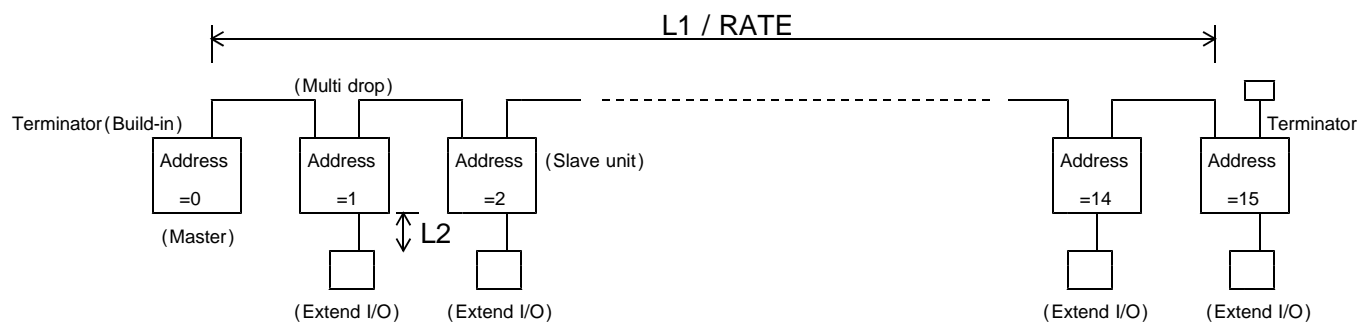 L1 / RATE
(Multi drop)
Terminator(Build-in)
Terminator
Address
=0
Address
=1
Address
=2
(Slave unit)
Address
=14
Address
=15
(Master)
L2
(Extend I/O)
(Extend I/O)
(Extend I/O)
(Extend I/O)